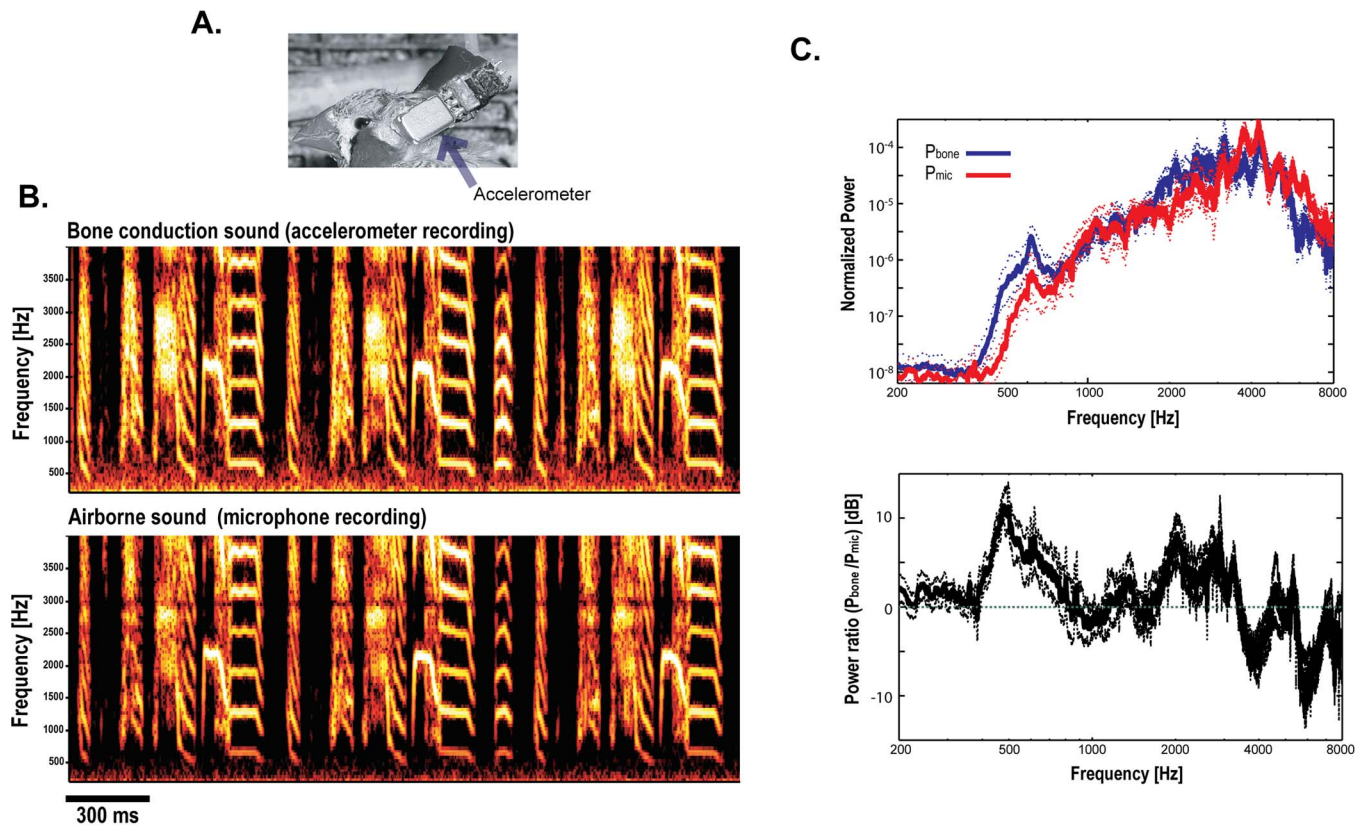 A.
Accelerometer
B.
Bone conduction sound (accelerometer recording)
Frequency [Hz]
3500
3000
2500
2000
1500
1000
500
Airborne sound (microphone recording)
Frequency [Hz]
3500
3000
2500
2000
1500
1000
500
300 ms
C.
Normalized Power
10-4
10-5
10-6
10-7
10-8
Pbone
Pmic
200 500 1000 2000 4000 8000
Frequency [Hz]
Power ratio (Pbone /Pmic) [dB]
10
0
-10
200 500 1000 2000 4000 8000
Frequency [Hz]